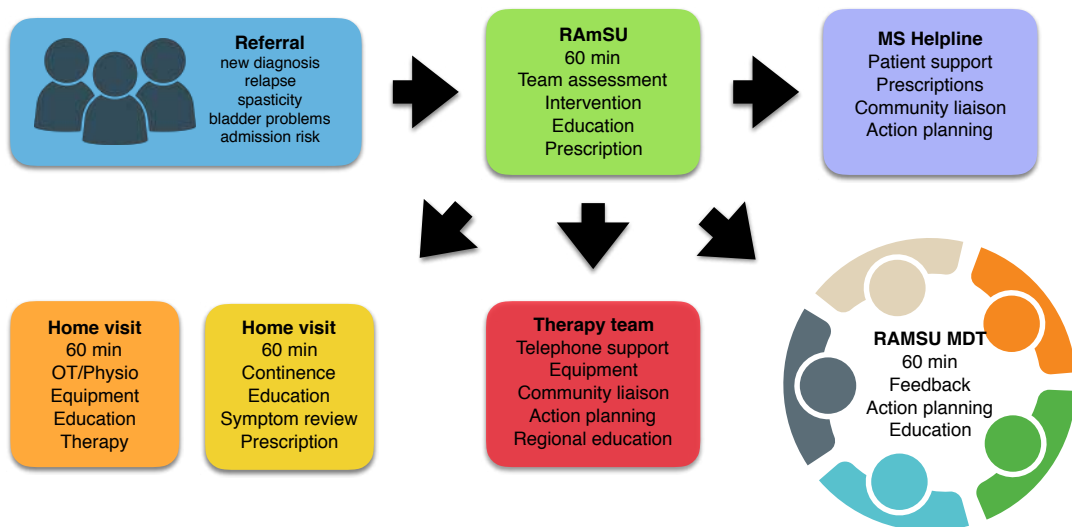 Referral
new diagnosis
relapse
spasticity
bladder problems
admission risk
RAmSU
60 min
Team assessment
Intervention
Education
Prescription
MS Helpline
Patient support
Prescriptions
Community liaison
Action planning
Home visit
60 min
OT/Physio
Equipment
Education
Therapy
Home visit
60 min
Continence
Education
Symptom review
Prescription
Therapy team
Telephone support
Equipment
Community liaison
Action planning
Regional education
RAMSU MDT
60 min
Feedback
Action planning
Education